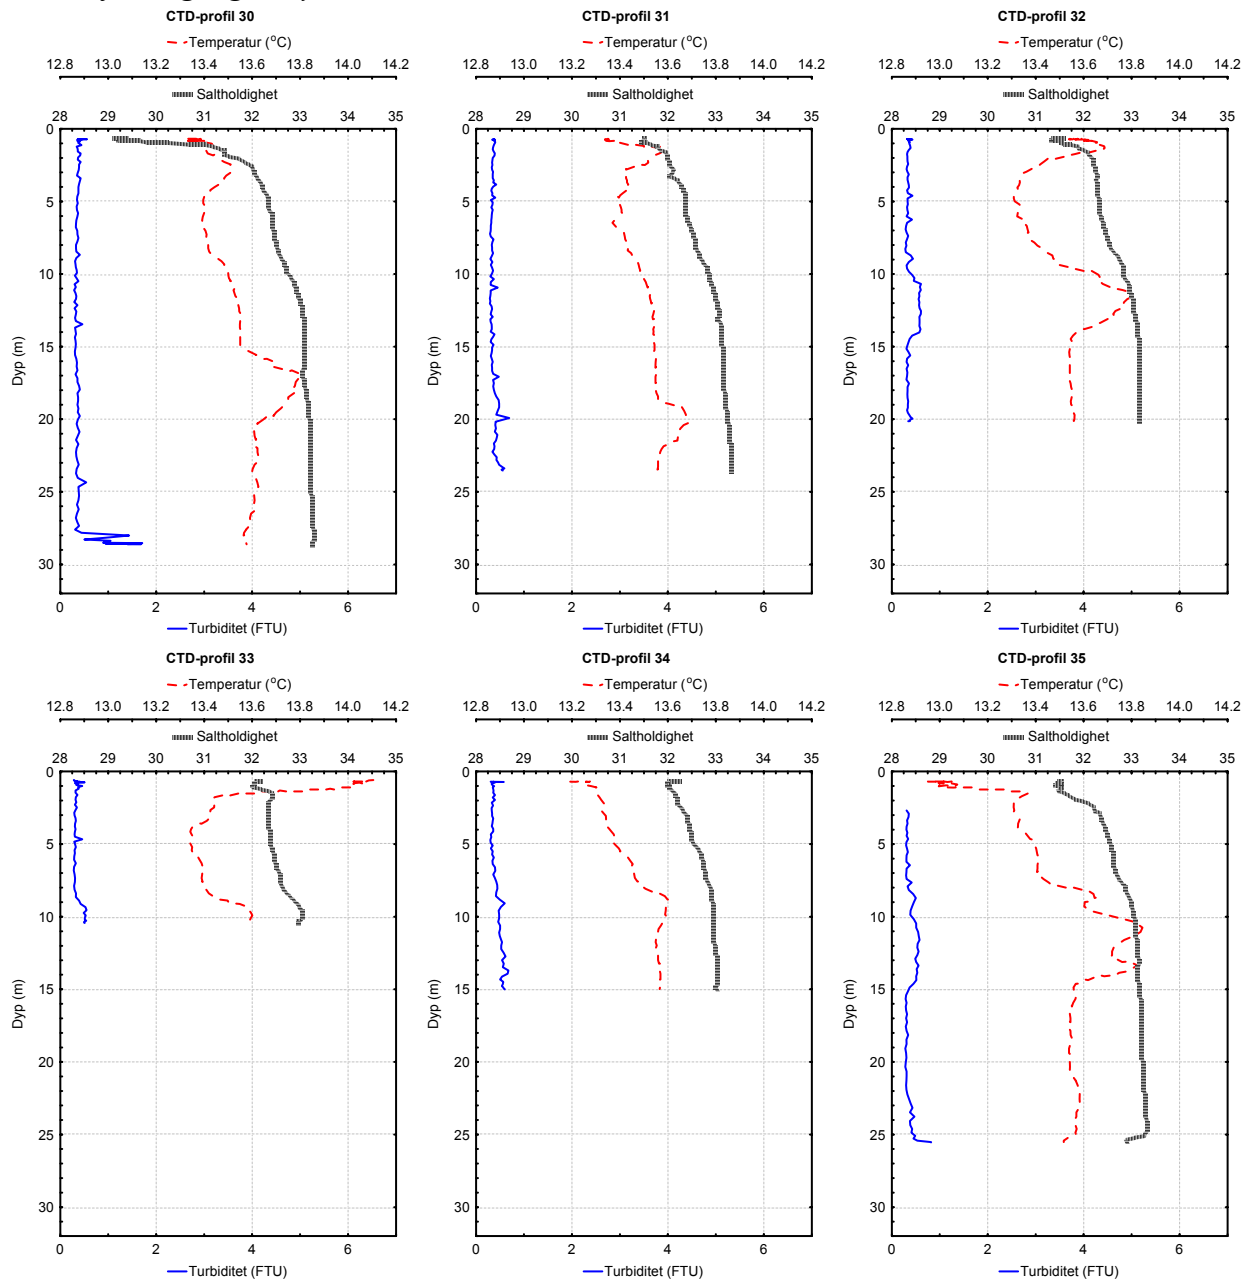 CTD-profil 30 CTD-profil 31 CTD-profil 32
Temperatur (°C) Temperatur (°C) Temperatur (°C)
12.8 13.0 13.2 13.4 13.6 13.8 14.0 14.2 12.8 13.0 13.2 13.4 13.6 13.8 14.0 14.2 12.8 13.0 13.2 13.4 13.6 13.8 14.0 14.2
Saltholdighet Saltholdighet Saltholdighet
28 29 30 31 32 33 34 35 28 29 30 31 32 33 34 35 28 29 30 31 32 33 34 35
0 0 0
5 5 5
10 10 10
15 15 15
Dyp (m) Dyp (m) Dyp (m)
20 20 20
25 25 25
30 30 30
0 2 4 6 0 2 4 6 0 2 4 6
Turbiditet (FTU) Turbiditet (FTU) Turbiditet (FTU)
CTD-profil 33 CTD-profil 34 CTD-profil 35
Temperatur (°C) Temperatur (°C) Temperatur (°C)
12.8 13.0 13.2 13.4 13.6 13.8 14.0 14.2 12.8 13.0 13.2 13.4 13.6 13.8 14.0 14.2 12.8 13.0 13.2 13.4 13.6 13.8 14.0 14.2
Saltholdighet Saltholdighet Saltholdighet
28 29 30 31 32 33 34 35 28 29 30 31 32 33 34 35 28 29 30 31 32 33 34 35
0 0 0
5 5 5
10 10 10
15 15 15
Dyp (m) Dyp (m) Dyp (m)
20 20 20
25 25 25
30 30 30
0 2 4 6 0 2 4 6 0 2 4 6
Turbiditet (FTU) Turbiditet (FTU) Turbiditet (FTU)